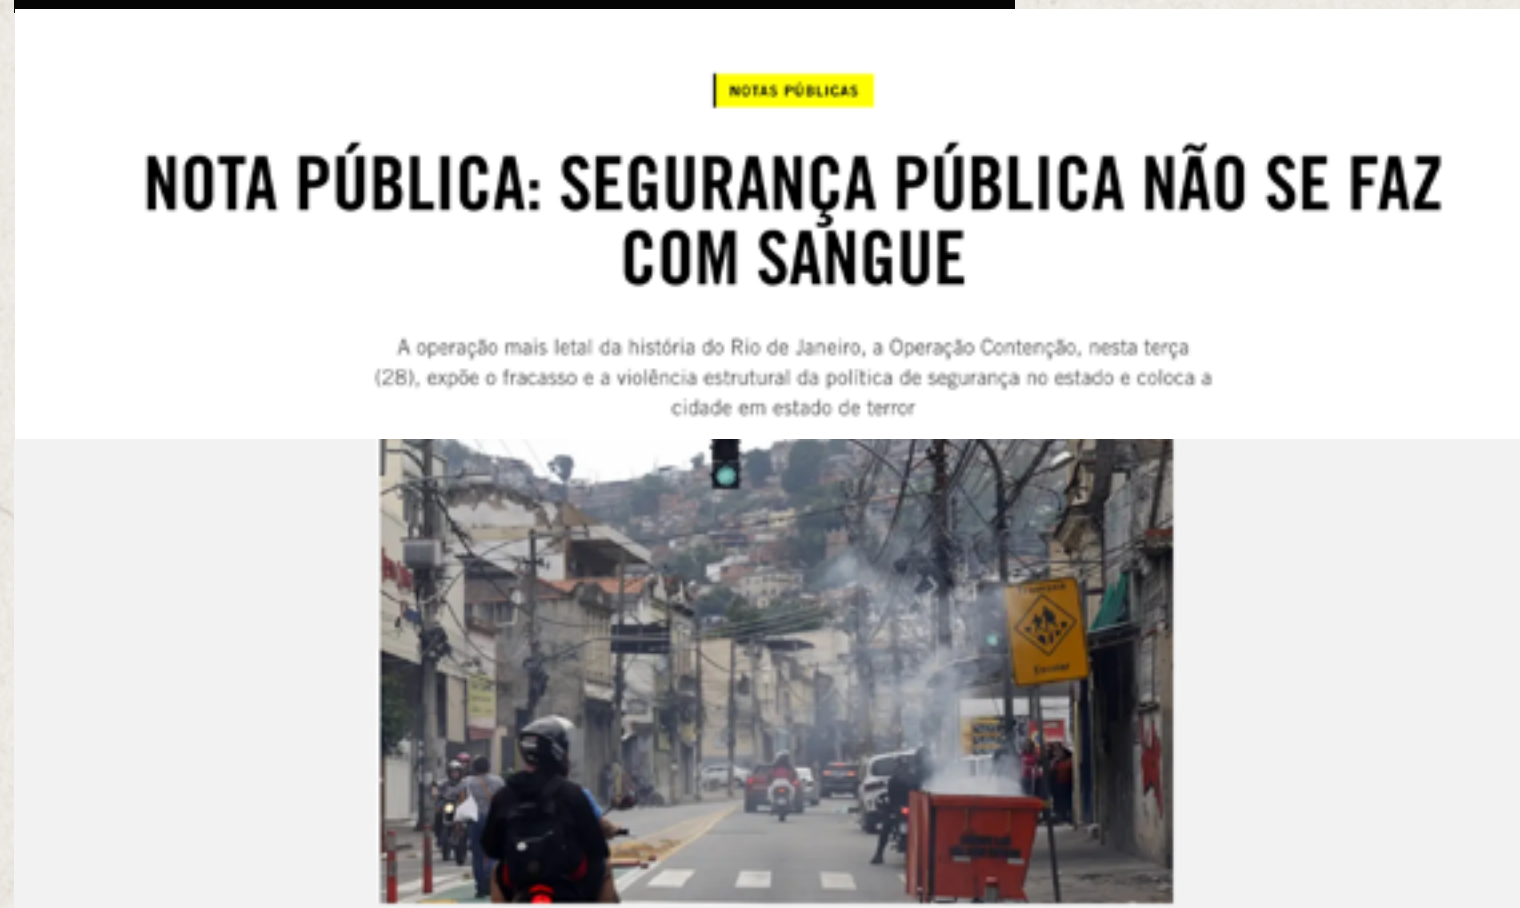 NOTAS PÚBLICAS
NOTA PÚBLICA: SEGURANÇA PÚBLICA NÃO SE FAZ
COM SANGUE
A operação mais letal da história do Rio de Janeiro, a Operação Contenção, nesta terça
(28), expõe o fracasso e a violência estrutural da política de segurança no estado e coloca a
cidade em estado de terror
Escolar